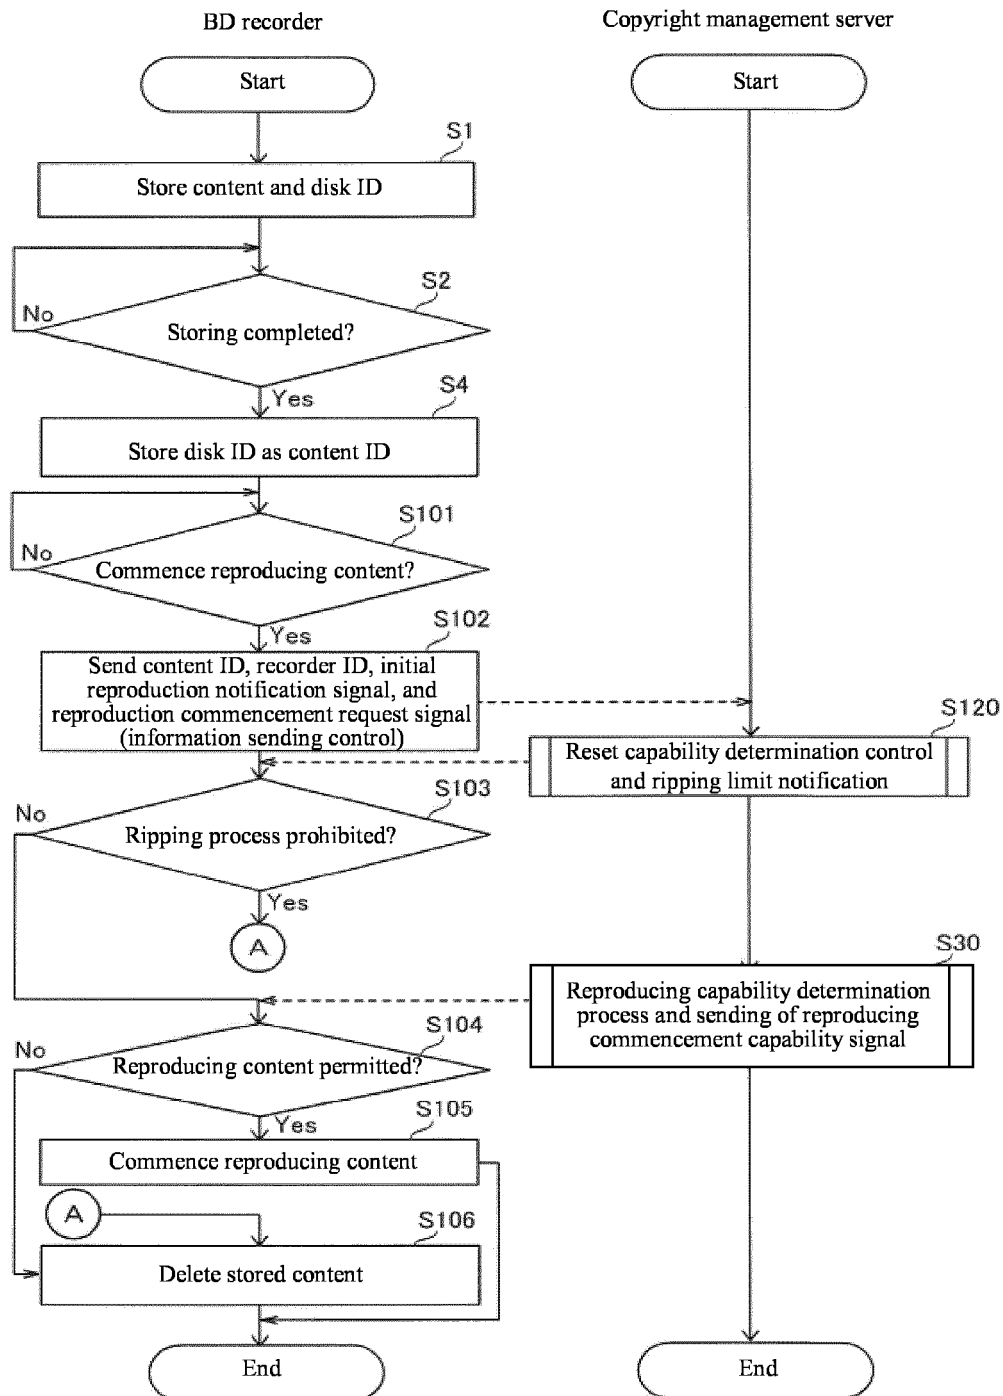 BD recorder
Copyright management server
Start
Start
S1
Store content and disk ID
S2
No
Storing completed?
Yes
S4
Store disk ID as content ID
S101
No
Commence reproducing content?
Yes
S102
Send content ID, recorder ID, initial
reproduction notification signal, and
reproduction commencement request signal
(information sending control)
S120
Reset capability determination control
and ripping limit notification
S103
No
Ripping process prohibited?
Yes
A
S30
Reproducing capability determination
process and sending of reproducing
commencement capability signal
S104
No
Reproducing content permitted?
Yes
S105
Commence reproducing content
A
S106
Delete stored content
End
End